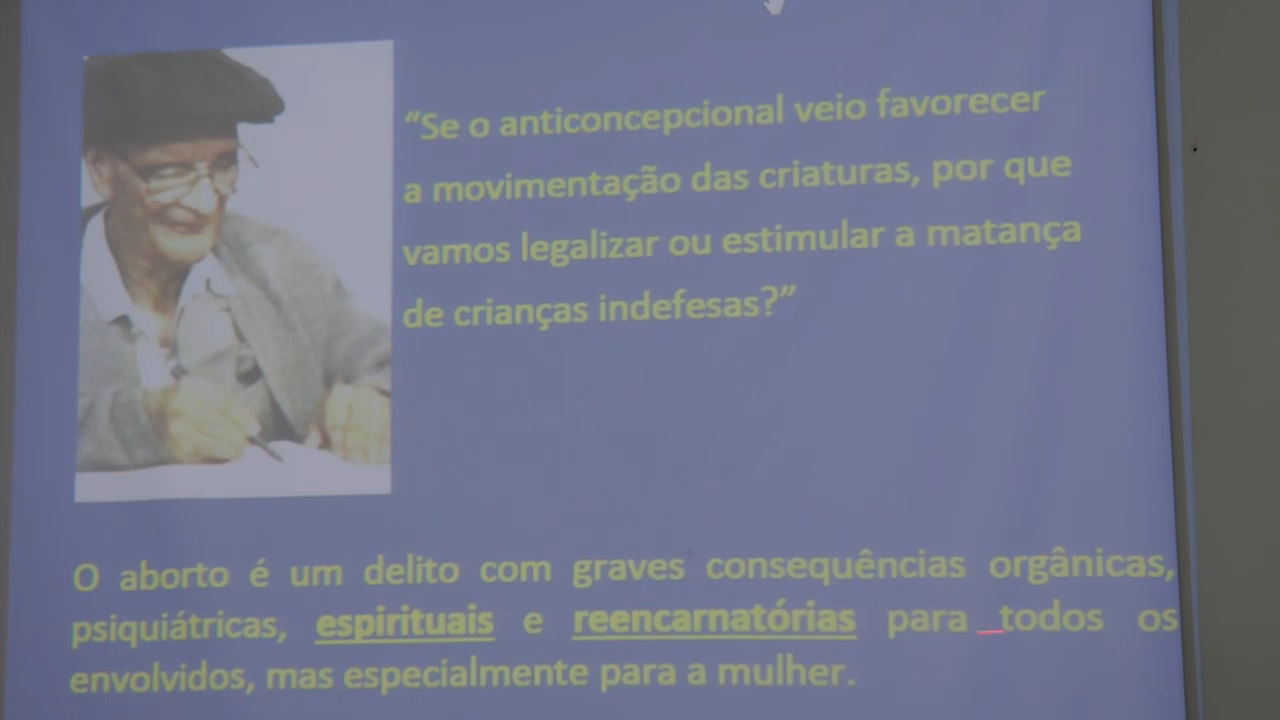 “Se o anticoncepcional veio favorecer
a movimentação das criaturas, por que
vamos legalizar ou estimular a matança
de crianças indefesas?”
O aborto é um delito com graves consequências orgânicas,
psiquiátricas, espirituais e reencarnatórias para todos os
envolvidos, mas especialmente para a mulher.